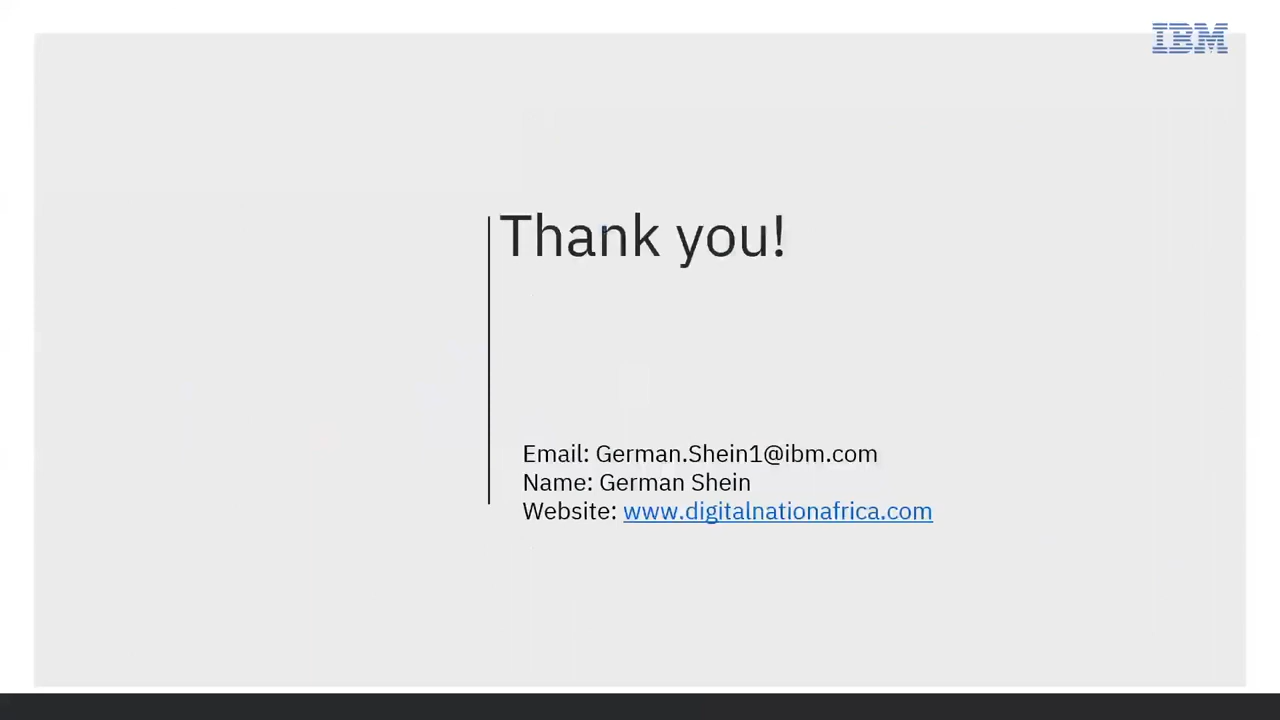 IBM
Thank you!
Email: German.Shein1@ibm.com
Name: German Shein
Website: www.digitalnationafrica.com